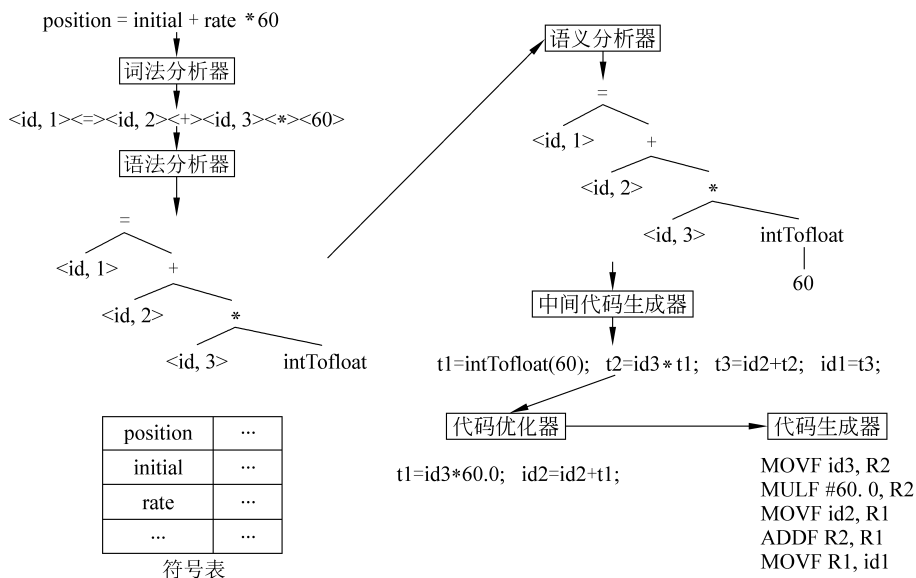 position = initial + rate *60
词法分析器
<id, 1><=><id, 2><+><id, 3><*><60>
语法分析器
=
<id, 1>
+
<id, 2>
*
<id, 3>
intTofloat
position
...
initial
...
rate
...
...
...
符号表
语义分析器
=
<id, 1>
+
<id, 2>
*
<id, 3>
intTofloat
60
中间代码生成器
t1=intTofloat(60); t2=id3*t1; t3=id2+t2; id1=t3;
代码优化器
t1=id3*60.0; id2=id2+t1;
代码生成器
MOVF id3, R2
MULF #60. 0, R2
MOVF id2, R1
ADDF R2, R1
MOVF R1, id1